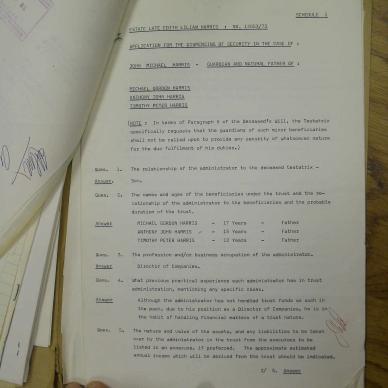 SCHEDULE 1
ESTATE LATE EDITH LILIAN HARRIS : NO.
APPLICATION FOR THE DISPENSING OF SECURITY IN THE CASE OF :
JOHN MICHAEL HARRIS - GUARDIAN AND NATURAL FATHER OF :
MICHAEL GORDON HARRIS
ANTHONY JOHN HARRIS
TIMOTHY PETER HARRIS
(NOTE : In terms of Paragraph of the Deceased's Will, the Testatrix
specifically requests that the guardians of such minor beneficiaries
shall not be called upon to provide any security of whatsoever nature
for the due fulfilment of his duties.)
Ques. 1. The relationship of the administrator to the deceased testatrix -
Answer. Son.
Ques. 2. The names and ages of the beneficiaries under the trust and the re-
lationship of the administrator to the beneficiaries and the probable
duration of the trust.
Answer MICHAEL GORDON HARRIS - 17 Years - Father
ANTHONY JOHN HARRIS - 15 Years - Father
TIMOTHY PETER HARRIS - 12 Years - Father
Ques. 3. The profession and/or business occupation of the administrator.
Answer Director of Companies.
Ques. 4. What previous practical experience such administrator has in trust
administration, mentioning any specific cases.
Answer Although the administrator has not handled trust funds as such in
the past, due to his position as a Director of Companies, he is in
the habit of handling financial matters of a trust nature.
Ques. 5. The nature and value of the assets, and any liabilities to be taken
over by the administrator in the trust from the executors to be
listed in an annexure, if preferred. The approximate estimated
annual income which will be derived from the trust should be indicated.
2/ 5. Answer